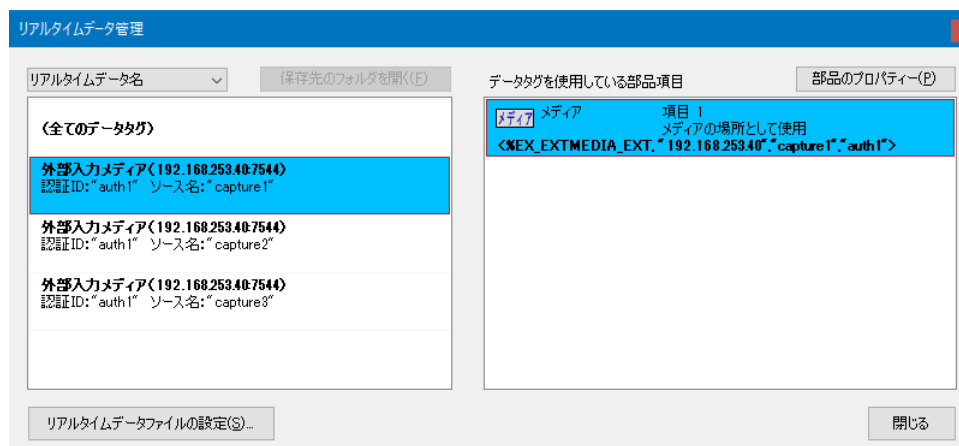 リアルタイムデータ管理
リアルタイムデータ名
保存先のフォルダを開く(F)
〈全てのデータタグ〉
外部入力メディア(192.168.253.40:7544)
認証ID:"auth1" ソース名:"capture1"
外部入力メディア(192.168.253.40:7544)
認証ID:"auth1" ソース名:"capture2"
外部入力メディア(192.168.253.40:7544)
認証ID:"auth1" ソース名:"capture3"
リアルタイムデータファイルの設定(S)...
データタグを使用している部品項目
部品のプロパティー(P)
メディア メディア 項目 1
メディアの場所として使用
<%EX_EXTMEDIA_EXT,"192.168.253.40","capture1","auth1">
閉じる